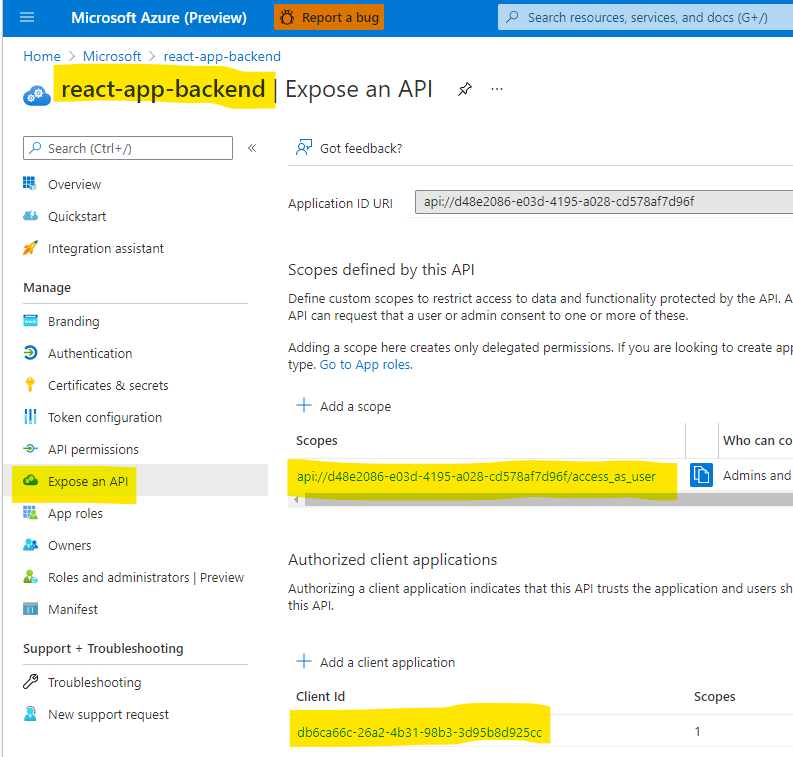 Microsoft Azure (Preview)
Report a bug
Search resources, services, and docs (G+/)
Home > Microsoft > react-app-backend
react-app-backend | Expose an API
Search (Ctrl+/)
«
Got feedback?
Overview
Quickstart
Integration assistant
Manage
Branding
Authentication
Certificates & secrets
Token configuration
API permissions
Expose an API
App roles
Owners
Roles and administrators | Preview
Manifest
Support + Troubleshooting
Troubleshooting
New support request
Application ID URI
api://d48e2086-e03d-4195-a028-cd578af7d96f
Scopes defined by this API
Define custom scopes to restrict access to data and functionality protected by the API. A
API can request that a user or admin consent to one or more of these.
Adding a scope here creates only delegated permissions. If you are looking to create app
type. Go to App roles.
Add a scope
Scopes
Who can co
api://d48e2086-e03d-4195-a028-cd578af7d96f/access_as_user
Admins and
Authorized client applications
Authorizing a client application indicates that this API trusts the application and users sh
this API.
Add a client application
Client Id
Scopes
db6ca66c-26a2-4b31-98b3-3d95b8d925cc
1